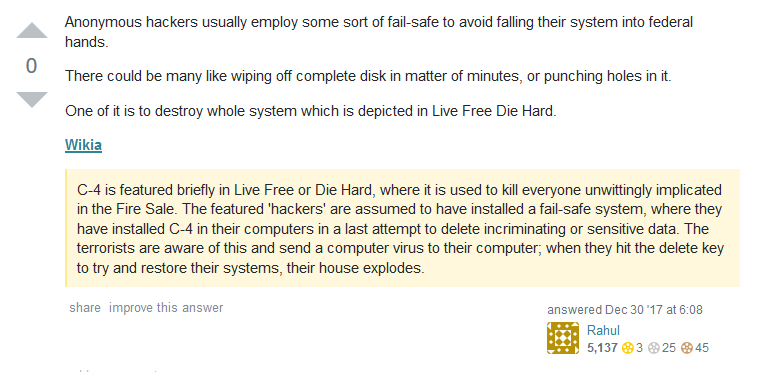 Anonymous hackers usually employ some sort of fail-safe to avoid falling their system into federal
hands.
0
There could be many like wiping off complete disk in matter of minutes, or punching holes in it.
One of it is to destroy whole system which is depicted in Live Free Die Hard.
Wikia
C-4 is featured briefly in Live Free or Die Hard, where it is used to kill everyone unwittingly implicated
in the Fire Sale. The featured 'hackers' are assumed to have installed a fail-safe system, where they
have installed C-4 in their computers in a last attempt to delete incriminating or sensitive data. The
terrorists are aware of this and send a computer virus to their computer; when they hit the delete key
to try and restore their systems, their house explodes.
share improve this answer
answered Dec 30 '17 at 6:08
Rahul
5,137 3 25 45